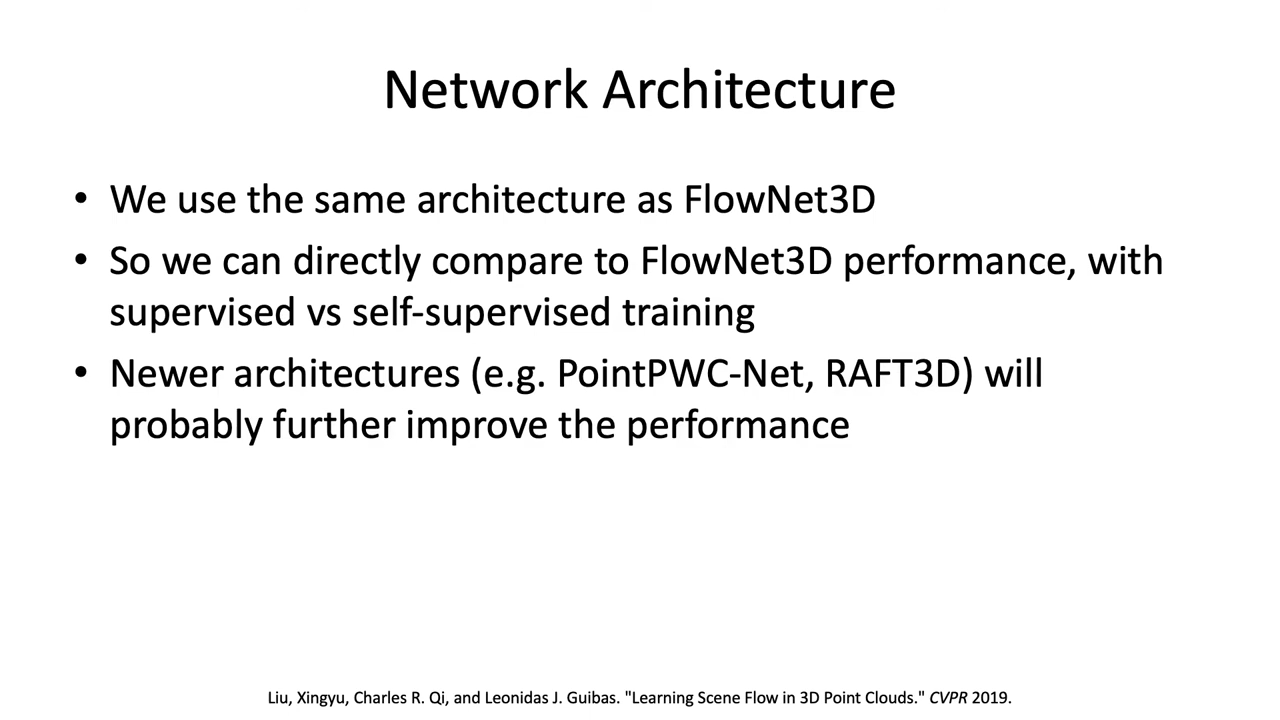 Network Architecture
• We use the same architecture as FlowNet3D
• So we can directly compare to FlowNet3D performance, with
supervised vs self-supervised training
• Newer architectures (e.g. PointPWC-Net, RAFT3D) will
probably further improve the performance
Liu, Xingyu, Charles R. Qi, and Leonidas J. Guibas. "Learning Scene Flow in 3D Point Clouds." CVPR 2019.